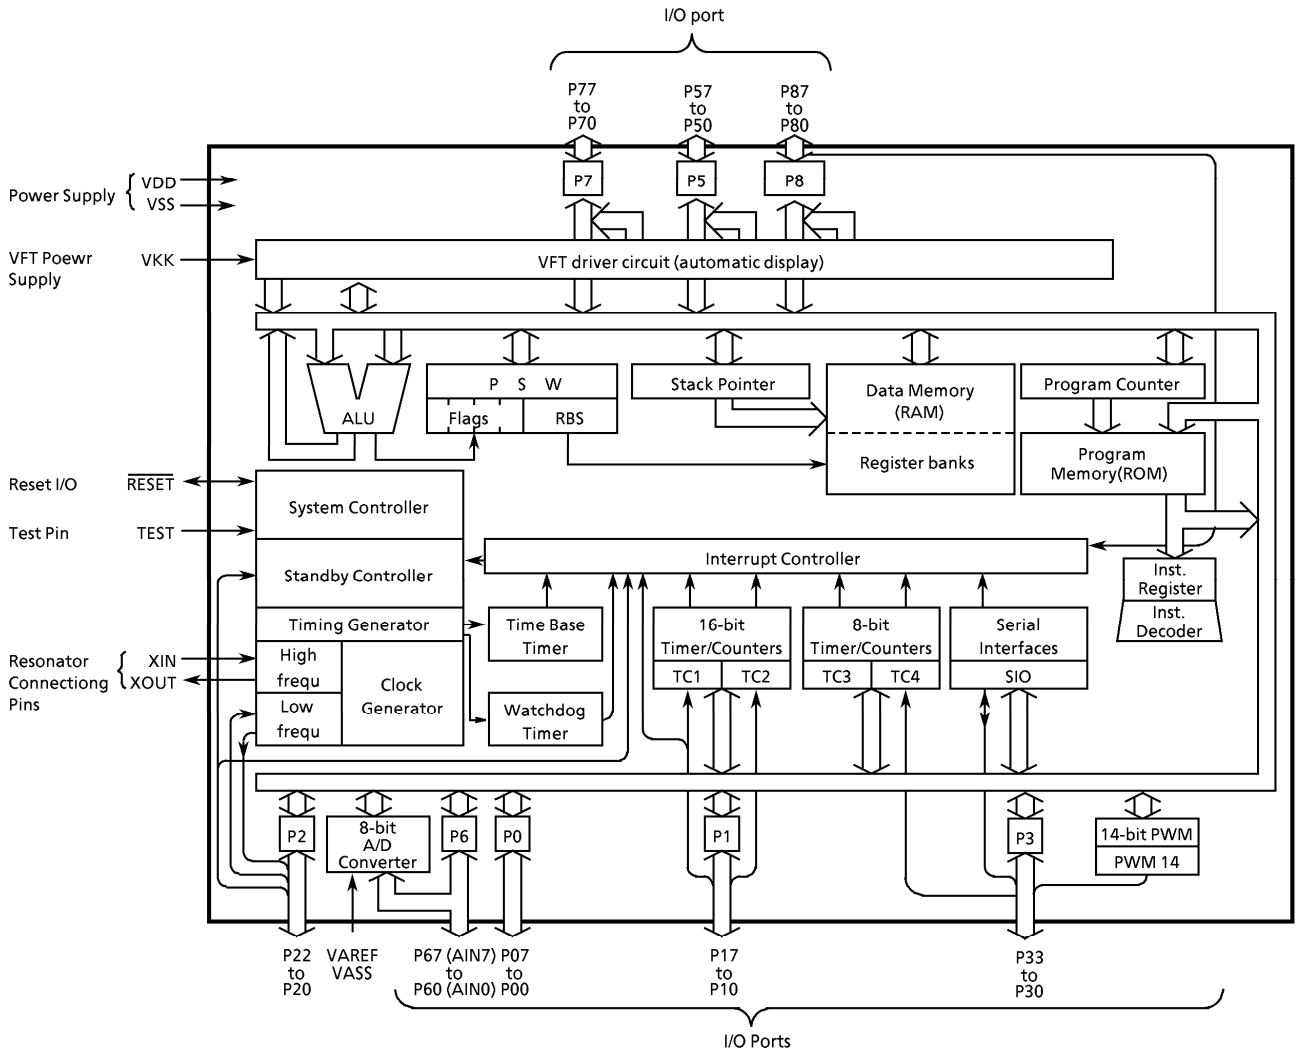 I/O port
P77 P57 P87
to to to
P70 P50 P80
P7 P5 P8
Power Supply VDD
VSS
VFT Poewr
Supply
VKK
VFT driver circuit (automatic display)
ALU
P S W
Flags RBS
Stack Pointer
Data Memory
(RAM)
Register banks
Program Counter
Program
Memory(ROM)
Reset I/O RESET
Test Pin TEST
System Controller
Standby Controller
Timing Generator
High
frequ
Low
frequ
Clock
Generator
Interrupt Controller
Inst.
Register
Inst.
Decoder
Time Base
Timer
Watchdog
Timer
16-bit
Timer/Counters
TC1 TC2
8-bit
Timer/Counters
TC3 TC4
Serial
Interfaces
SIO
Resonator
Connectiong
Pins
XIN
XOUT
P2
8-bit
A/D
Converter
P6 P0 P1 P3
14-bit PWM
PWM 14
P22
to
P20
VAREF
VASS
P67 (AIN7)
to
P60 (AIN0)
P07
to
P00
P17
to
P10
P33
to
P30
I/O Ports